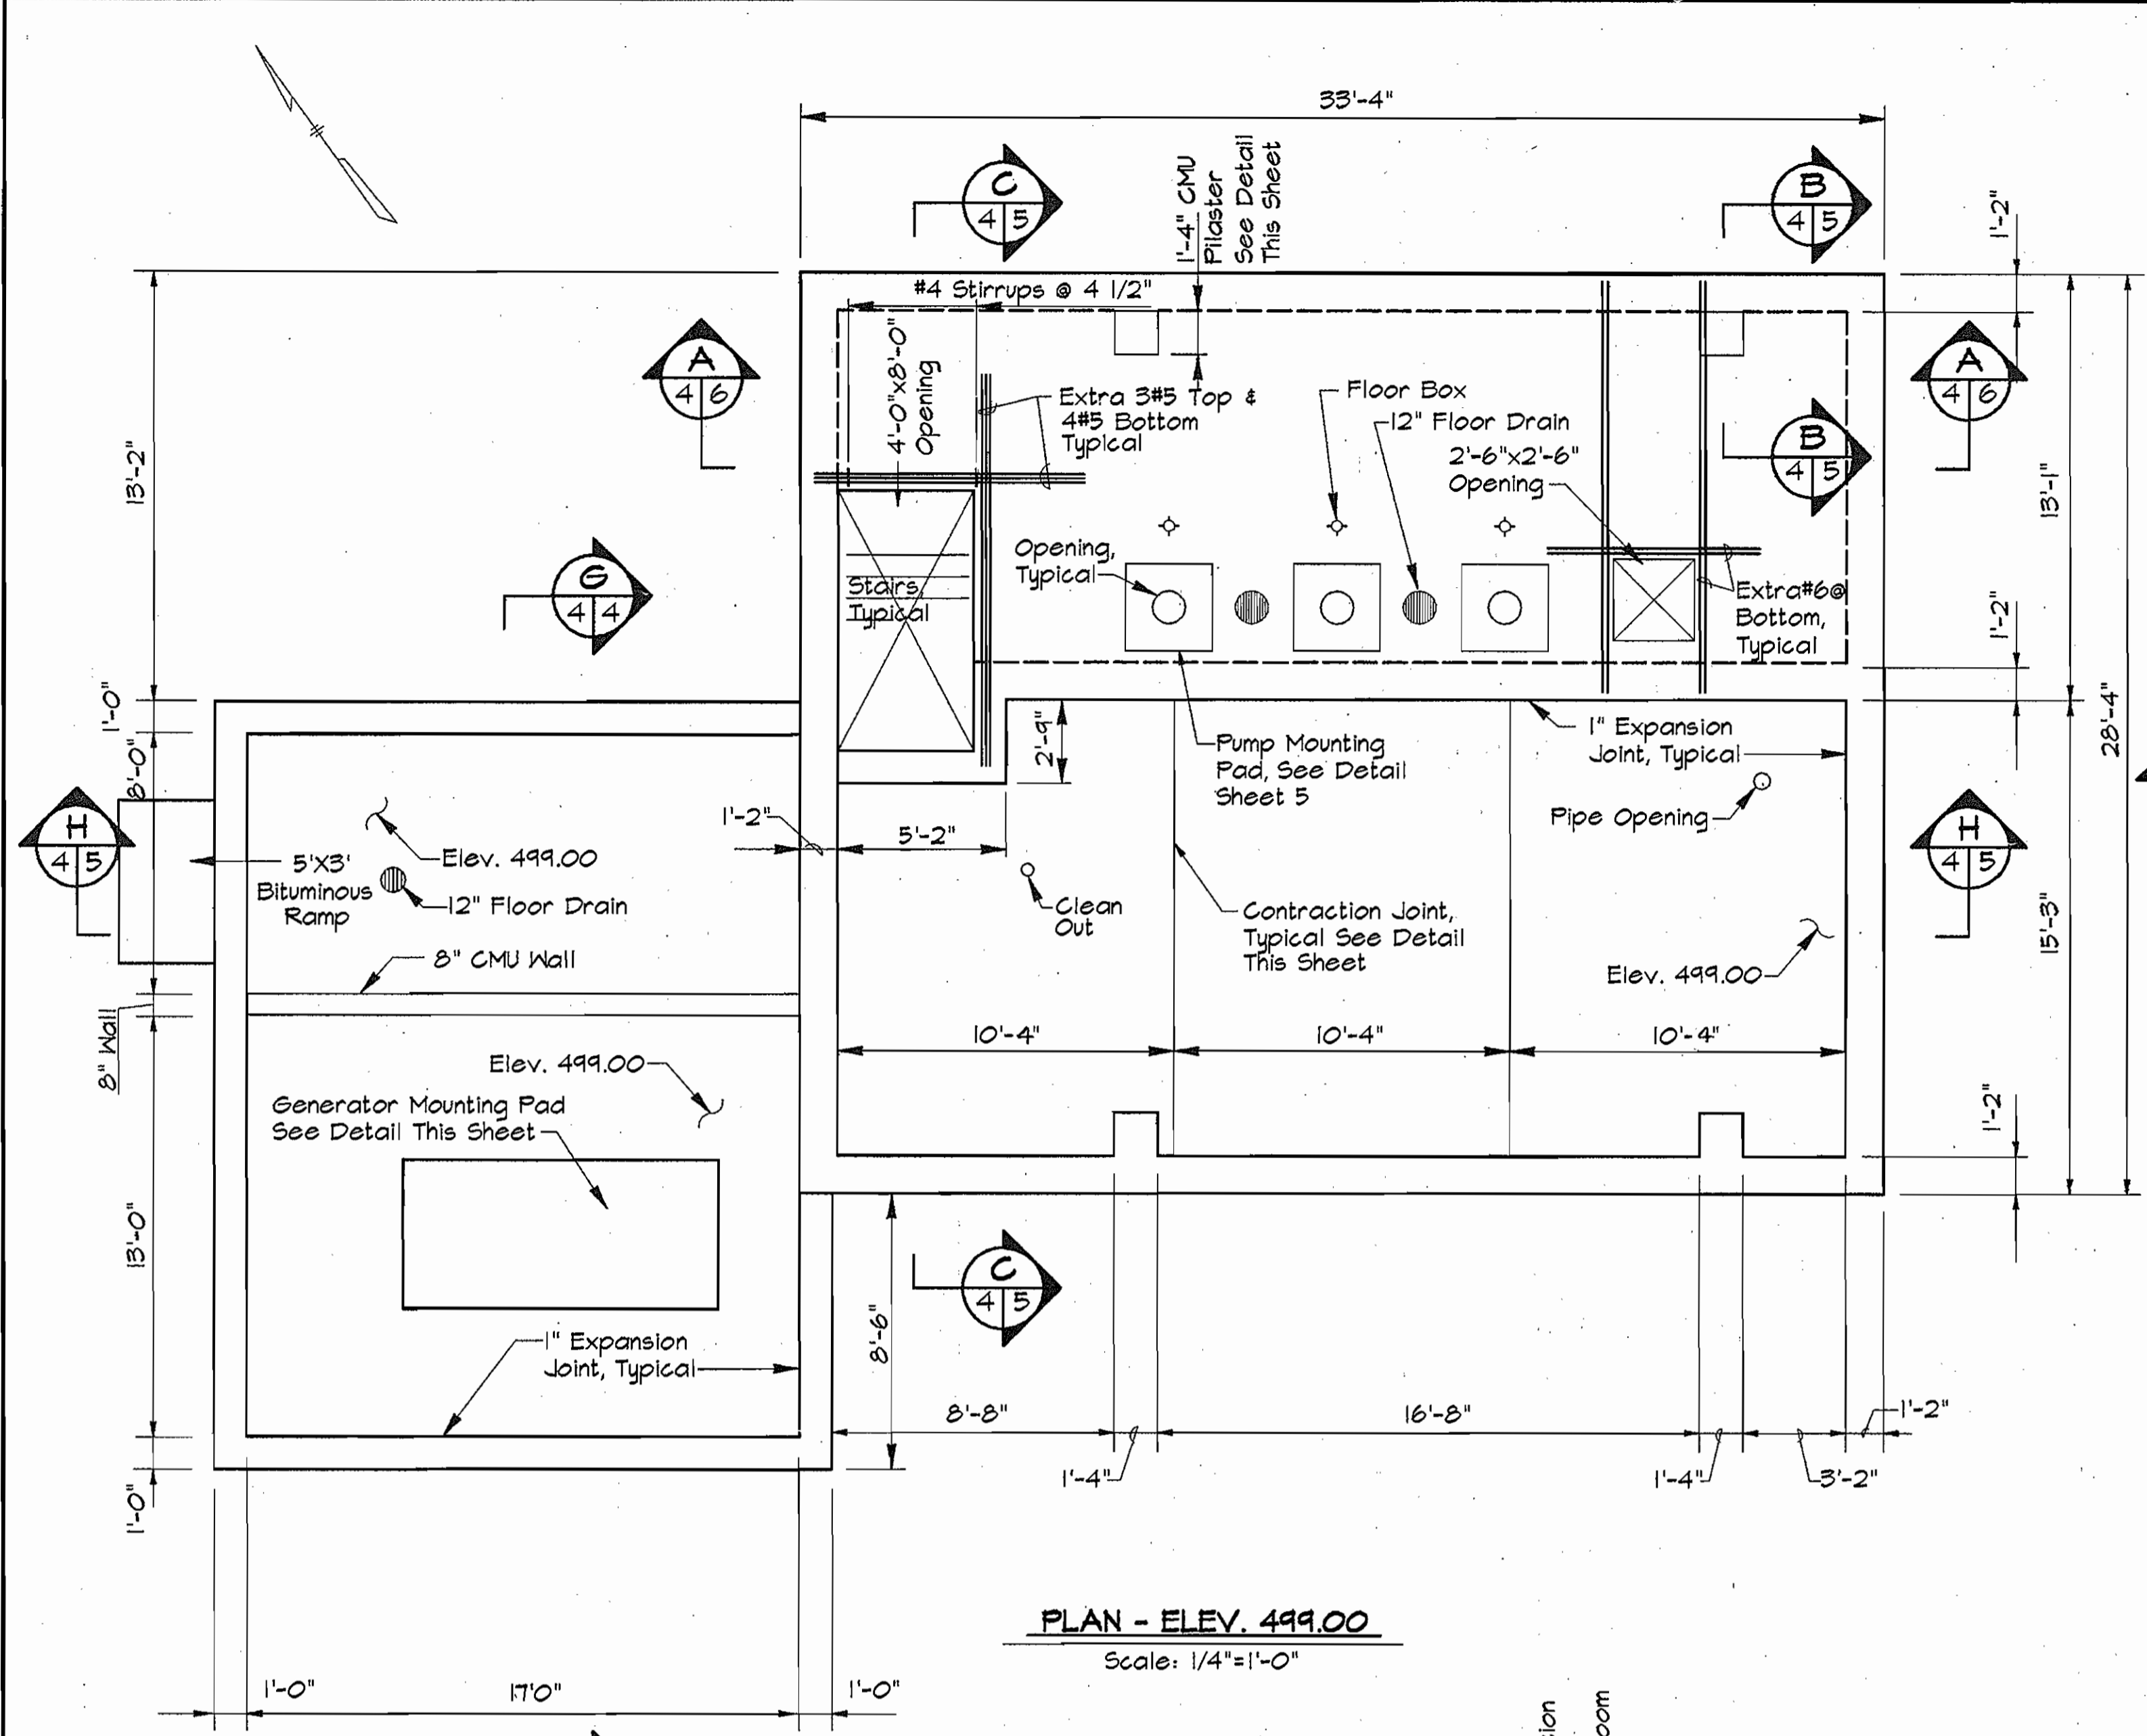 33'-4"
C
4 5
1'-4" CMU
Pilaster
See Detail
This Sheet
B
4 5
1'-2"
#4 Stirrups @ 4 1/2"
4'-0"x8'-0"
Opening
A
4 6
Extra 3#5 Top &
4#5 Bottom
Typical
Floor Box
12" Floor Drain
2'-6"x2'-6"
Opening
B
4 5
A
4 6
13'-2"
13'-1"
G
4 4
Opening,
Typical
Stairs,
Typical
Extra#6@
Bottom,
Typical
1'-2"
1'-0"
8'-0"
2'-9"
Pump Mounting
Pad, See Detail
Sheet 5
1" Expansion
Joint, Typical
28'-4"
Pipe Opening
H
4 5
5'X3'
Bituminous
Ramp
Elev. 499.00
12" Floor Drain
1'-2"
5'-2"
Clean
Out
Contraction Joint,
Typical See Detail
This Sheet
H
4 5
15'-3"
8" CMU Wall
Elev. 499.00
8" Wall
Elev. 499.00
10'-4"
10'-4"
10'-4"
Generator Mounting Pad
See Detail This Sheet
1'-2"
13'-0"
C
4 5
8'-6"
1" Expansion
Joint, Typical
8'-8"
16'-8"
1'-2"
1'-4"
1'-4"
3'-2"
1'-0"
PLAN - ELEV. 499.00
Scale: 1/4"=1'-0"
1'-0"
17'0"
1'-0"
tion
oom